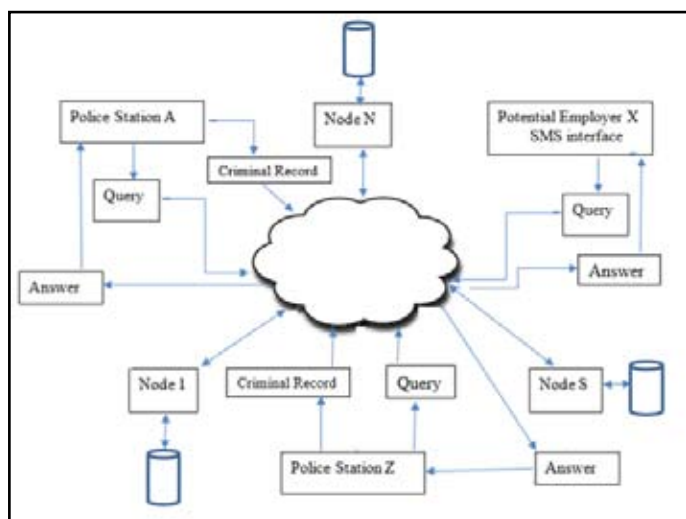 Police Station A
Node N
Potential Employer X
SMS interface
Criminal Record
Query
Query
Answer
Answer
Node 1
Criminal Record
Query
Node S
Police Station Z
Answer